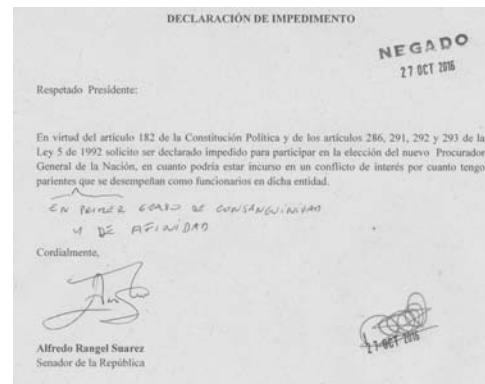 DECLARACIÓN DE IMPEDIMENTO
NEGADO
27 OCT 2016
Respetado Presidente:
En virtud del artículo 182 de la Constitución Política y de los artículos 286, 291, 292 y 293 de la
Ley 5 de 1992 solicito ser declarado impedido para participar en la elección del nuevo Procurador
General de la Nación, en cuanto podría estar incurso en un conflicto de interés por cuanto tengo
parientes que se desempeñan como funcionarios en dicha entidad.
EN PRIMER GRADO DE CONSANGUINIDAD
Y DE AFINIDAD
Cordialmente,
Alfredo Rangel Suarez
Senador de la República
27 OCT 2016